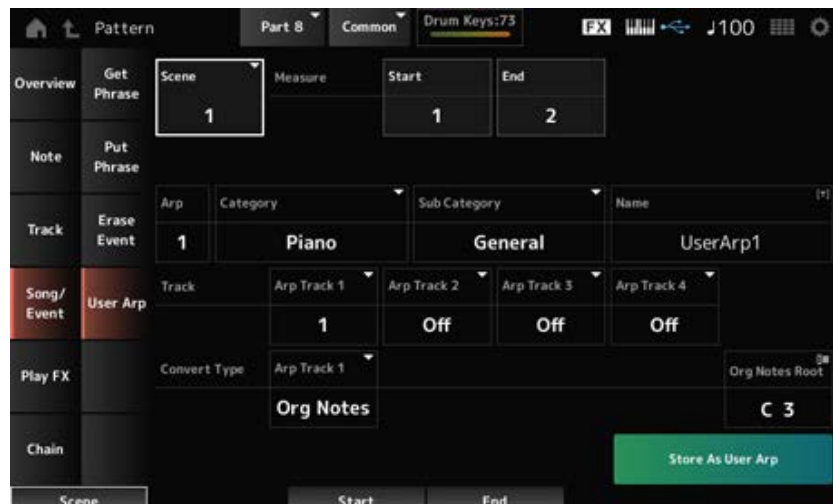 Pattern
Part 8
Common
Drum Keys:73
FX
♩100
Overview
Get
Phrase
Note
Put
Phrase
Track
Erase
Event
Song/
Event
User Arp
Play FX
Chain
Scene
1
Measure
Start
1
End
2
Arp
1
Category
Piano
Sub Category
General
Name
[T]
UserArp1
Track
Arp Track 1
1
Arp Track 2
Off
Arp Track 3
Off
Arp Track 4
Off
Convert Type
Arp Track 1
Org Notes
Org Notes Root
C 3
Store As User Arp
Scene
Start
End